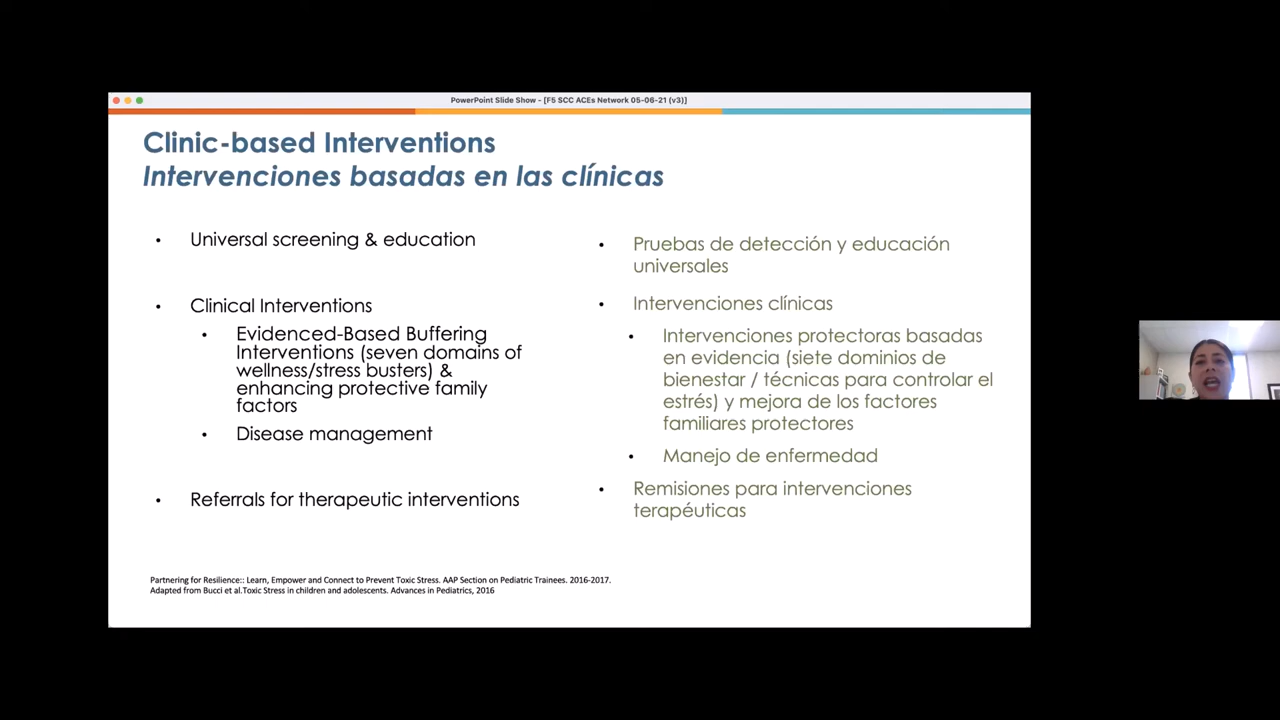 PowerPoint Slide Show - [F5 SCC ACEs Network 05-06-21 (v3)]
Clinic-based Interventions
Intervenciones basadas en las clínicas
• Universal screening & education
• Clinical Interventions
• Evidenced-Based Buffering
Interventions (seven domains of
wellness/stress busters) &
enhancing protective family
factors
• Disease management
• Referrals for therapeutic interventions
• Pruebas de detección y educación
universales
• Intervenciones clínicas
• Intervenciones protectoras basadas
en evidencia (siete dominios de
bienestar / técnicas para controlar el
estrés) y mejora de los factores
familiares protectores
• Manejo de enfermedad
• Remisiones para intervenciones
terapéuticas
Partnering for Resilience:: Learn, Empower and Connect to Prevent Toxic Stress. AAP Section on Pediatric Trainees. 2016-2017.
Adapted from Bucci et al.Toxic Stress in children and adolescents. Advances in Pediatrics, 2016